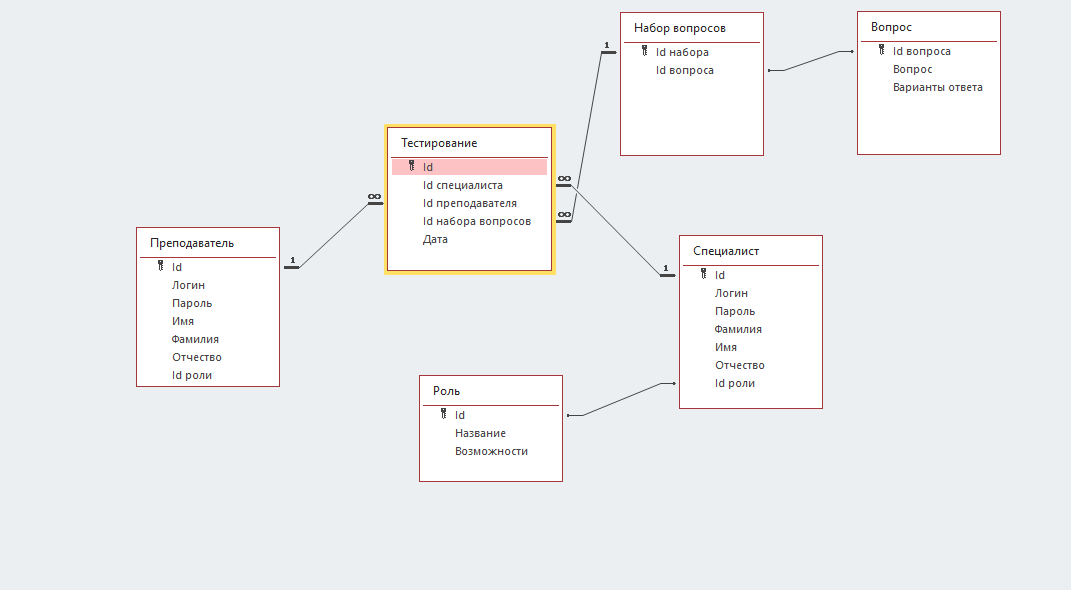 Набор вопросов
Id набора
Id вопроса
Вопрос
Id вопроса
Вопрос
Варианты ответа
1
Тестирование
Id
Id специалиста
Id преподавателя
Id набора вопросов
Дата
∞
∞
∞
Преподаватель
Id
Логин
Пароль
Имя
Фамилия
Отчество
Id роли
1
Специалист
Id
Логин
Пароль
Фамилия
Имя
Отчество
Id роли
1
Роль
Id
Название
Возможности